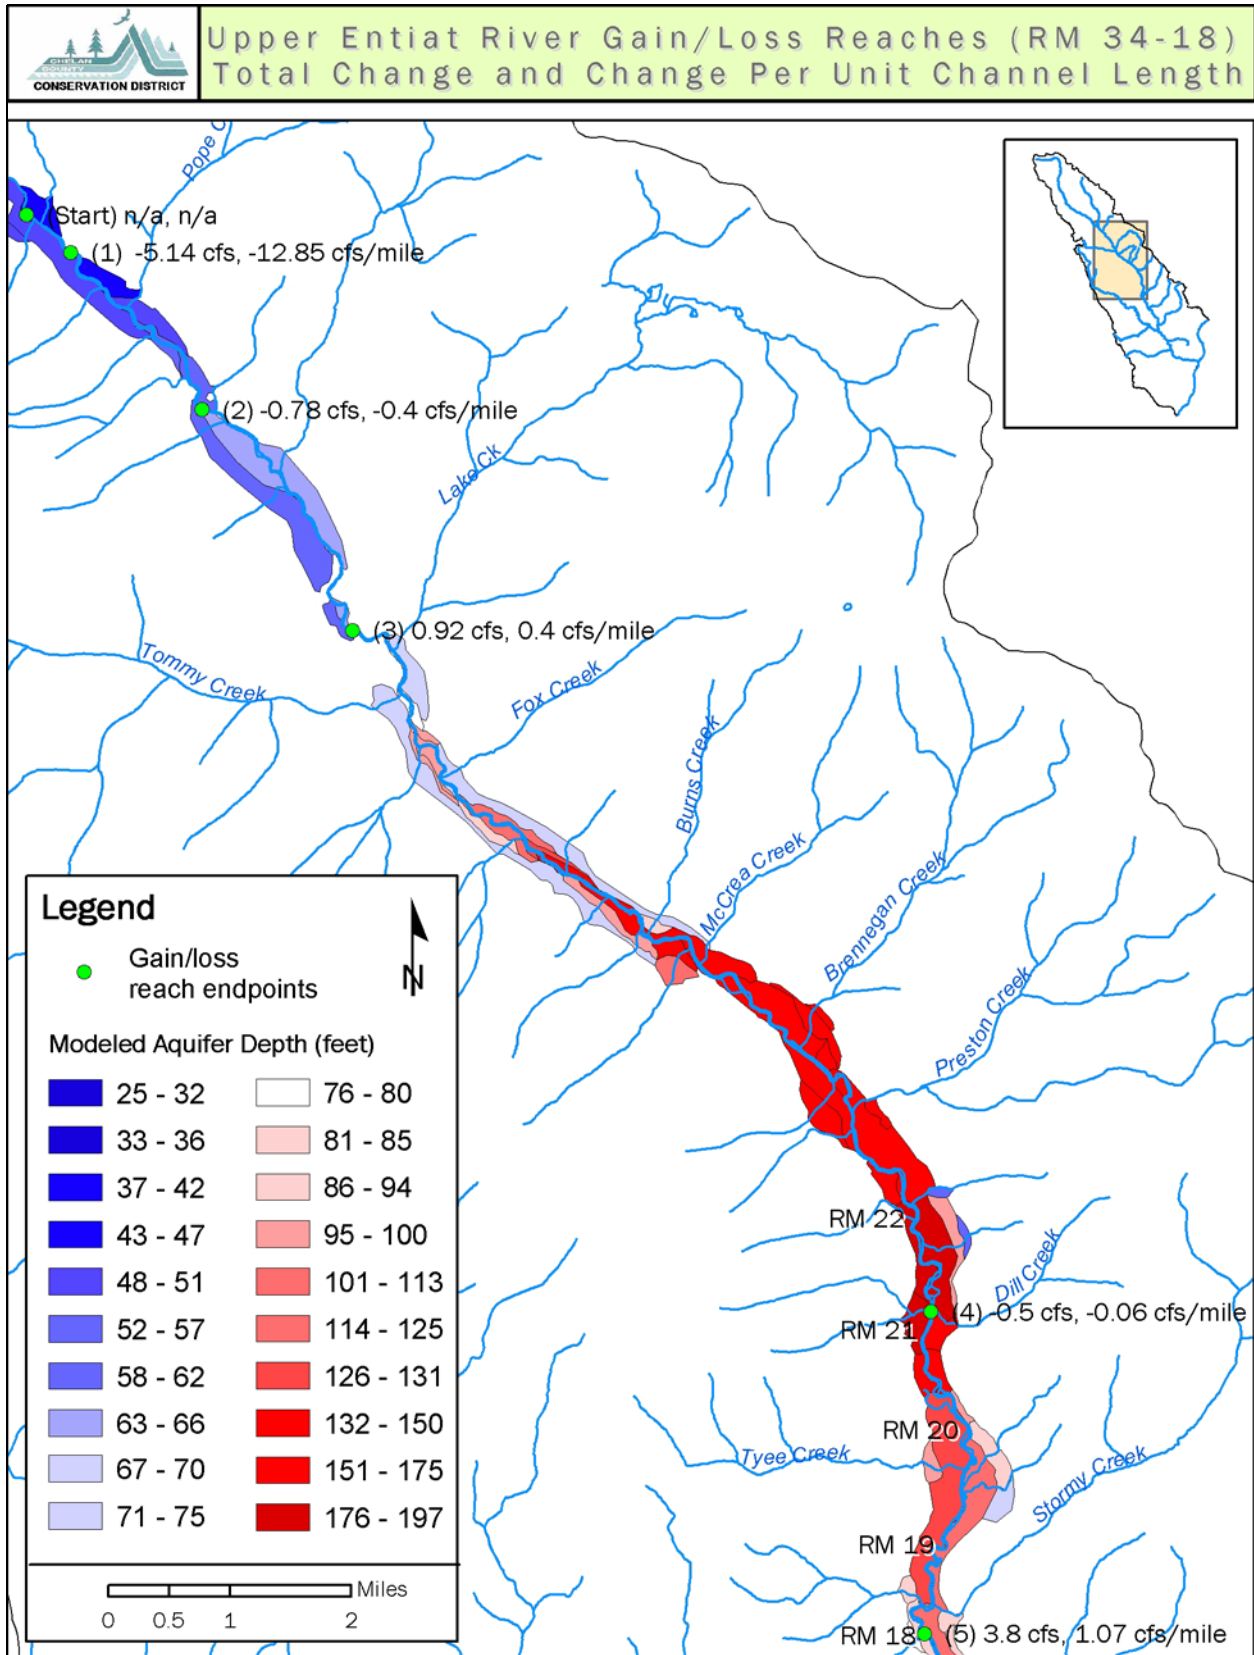 CHELAN
COUNTY
CONSERVATION DISTRICT
Upper Entiat River Gain/Loss Reaches (RM 34-18)
Total Change and Change Per Unit Channel Length
Pope C
(Start) n/a, n/a
(1) -5.14 cfs, -12.85 cfs/mile
(2) -0.78 cfs, -0.4 cfs/mile
Lake Ck
(3) 0.92 cfs, 0.4 cfs/mile
Tommy Creek
Fox Creek
Burns Creek
McCrea Creek
Brennegan Creek
Preston Creek
RM 22
Dill Creek
(4) -0.5 cfs, -0.06 cfs/mile
RM 21
RM 20
Tyee Creek
Stormy Creek
RM 19
RM 18
(5) 3.8 cfs, 1.07 cfs/mile
Legend
N
Gain/loss
reach endpoints
Modeled Aquifer Depth (feet)
25 - 32
33 - 36
37 - 42
43 - 47
48 - 51
52 - 57
58 - 62
63 - 66
67 - 70
71 - 75
76 - 80
81 - 85
86 - 94
95 - 100
101 - 113
114 - 125
126 - 131
132 - 150
151 - 175
176 - 197
Miles
0 0.5 1 2